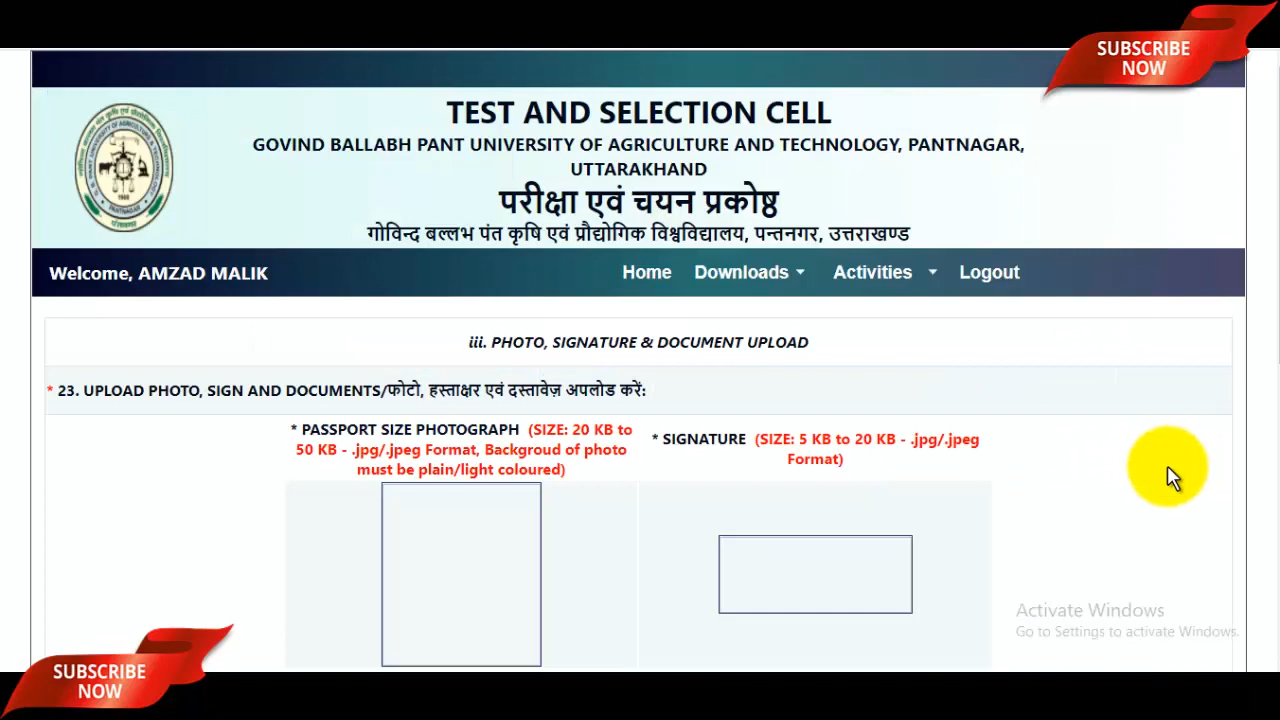 SUBSCRIBE
NOW
TEST AND SELECTION CELL
GOVIND BALLABH PANT UNIVERSITY OF AGRICULTURE AND TECHNOLOGY, PANTNAGAR,
UTTARAKHAND
परीक्षा एवं चयन प्रकोष्ठ
गोविन्द बल्लभ पंत कृषि एवं प्रौद्योगिक विश्वविद्यालय, पन्तनगर, उत्तराखण्ड
Welcome, AMZAD MALIK Home Downloads Activities Logout
iii. PHOTO, SIGNATURE & DOCUMENT UPLOAD
* 23. UPLOAD PHOTO, SIGN AND DOCUMENTS/फोटो, हस्ताक्षर एवं दस्तावेज़ अपलोड करें:
* PASSPORT SIZE PHOTOGRAPH (SIZE: 20 KB to
50 KB - .jpg/.jpeg Format, Backgroud of photo
must be plain/light coloured)
* SIGNATURE (SIZE: 5 KB to 20 KB - .jpg/.jpeg
Format)
Activate Windows
Go to Settings to activate Windows.
SUBSCRIBE
NOW